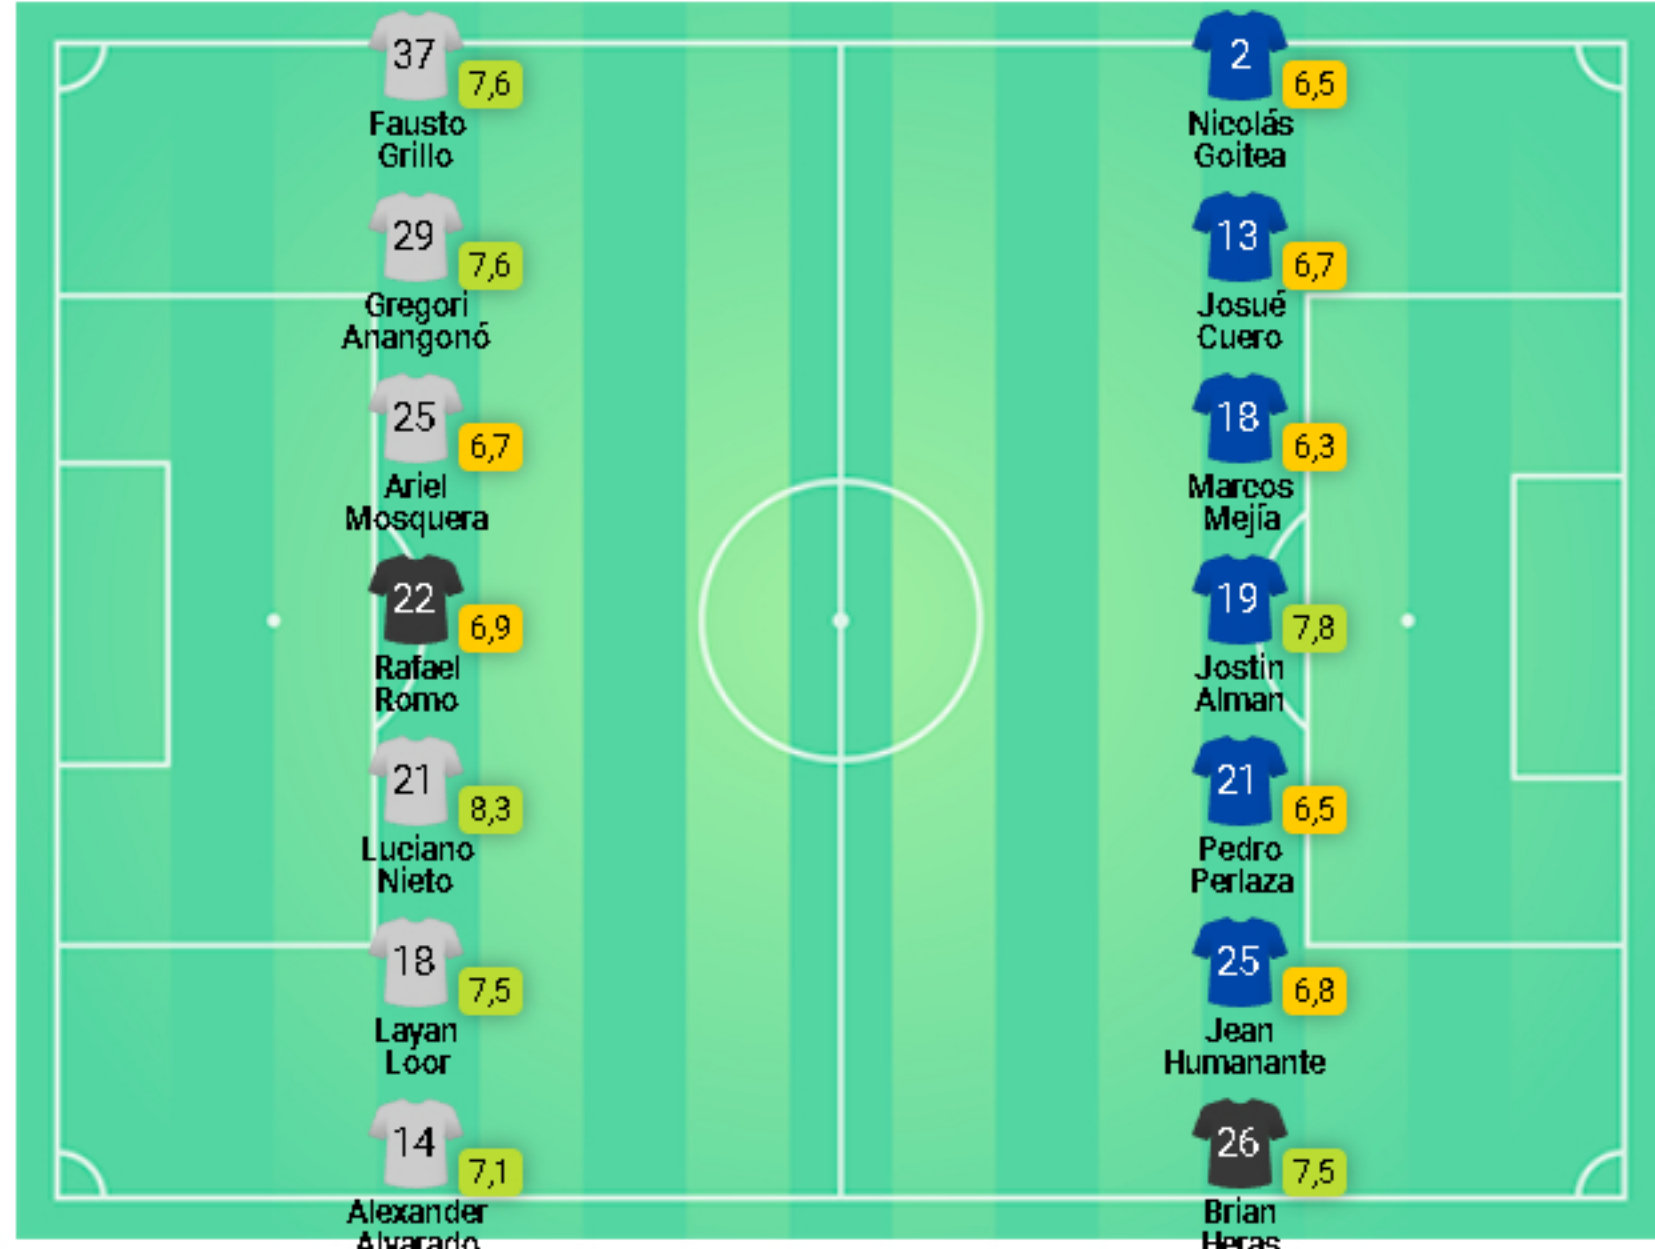 37
7,6
Fausto
Grillo
29
7,6
Gregori
Anangonó
25
6,7
Ariel
Mosquera
22
6,9
Rafael
Romo
21
8,3
Luciano
Nieto
18
7,5
Layan
Loor
14
7,1
Alexander
Alvarado
2
6,5
Nicolás
Goitea
13
6,7
Josué
Cuero
18
6,3
Marcos
Mejía
19
7,8
Jostin
Alman
21
6,5
Pedro
Perlaza
25
6,8
Jean
Humanante
26
7,5
Brian
Heras